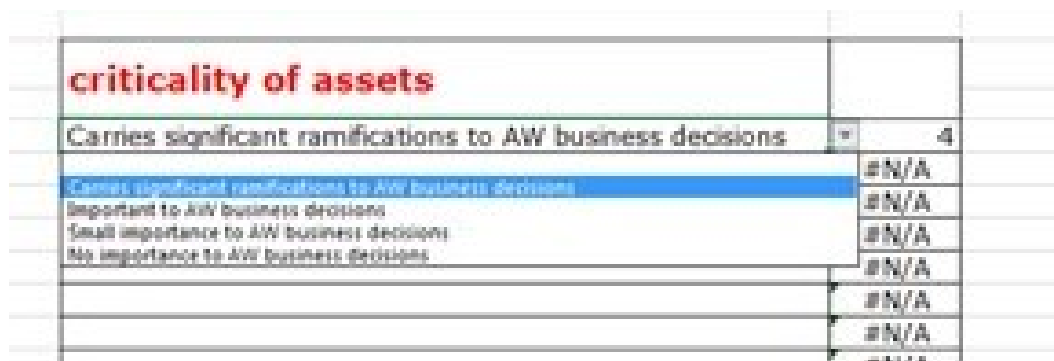 criticality of assets
Carries significant ramifications to AW business decisions 4
#N/A
Carries significant ramifications to AW business decisions
#N/A
Important to AW business decisions
Small importance to AW business decisions
#N/A
No importance to AW business decisions
#N/A
#N/A
#N/A
#N/A